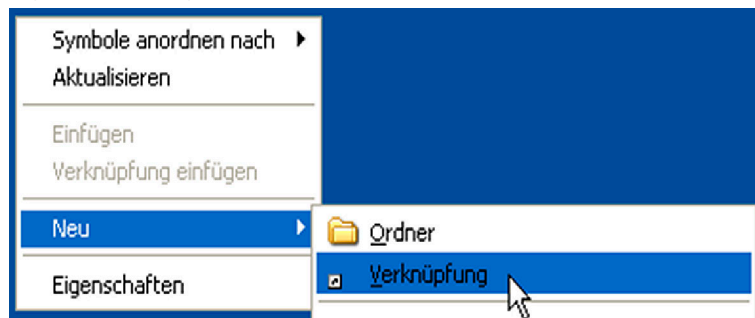 Symbole anordnen nach
Aktualisieren
Einfügen
Verknüpfung einfügen
Neu
Ordner
Verknüpfung
Eigenschaften